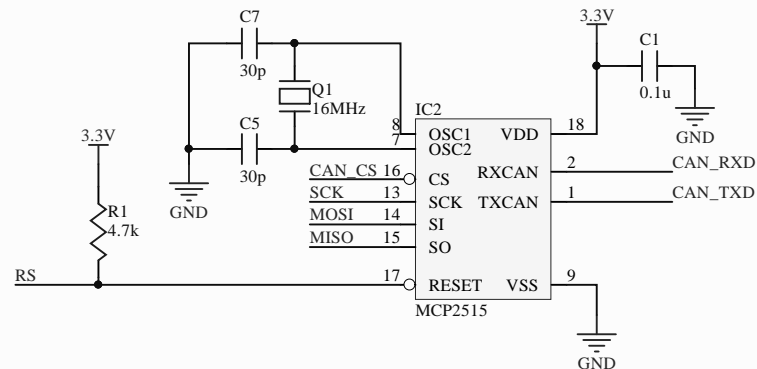 C7
30p
Q1
16MHz
C5
30p
GND
3.3V
R1
4.7k
RS
3.3V
C1
0.1u
GND
IC2
8 OSC1 VDD 18
7 OSC2
CAN_CS 16 CS RXCAN 2 CAN_RXD
SCK 13 SCK TXCAN 1 CAN_TXD
MOSI 14 SI
MISO 15 SO
17 RESET VSS 9
MCP2515
GND